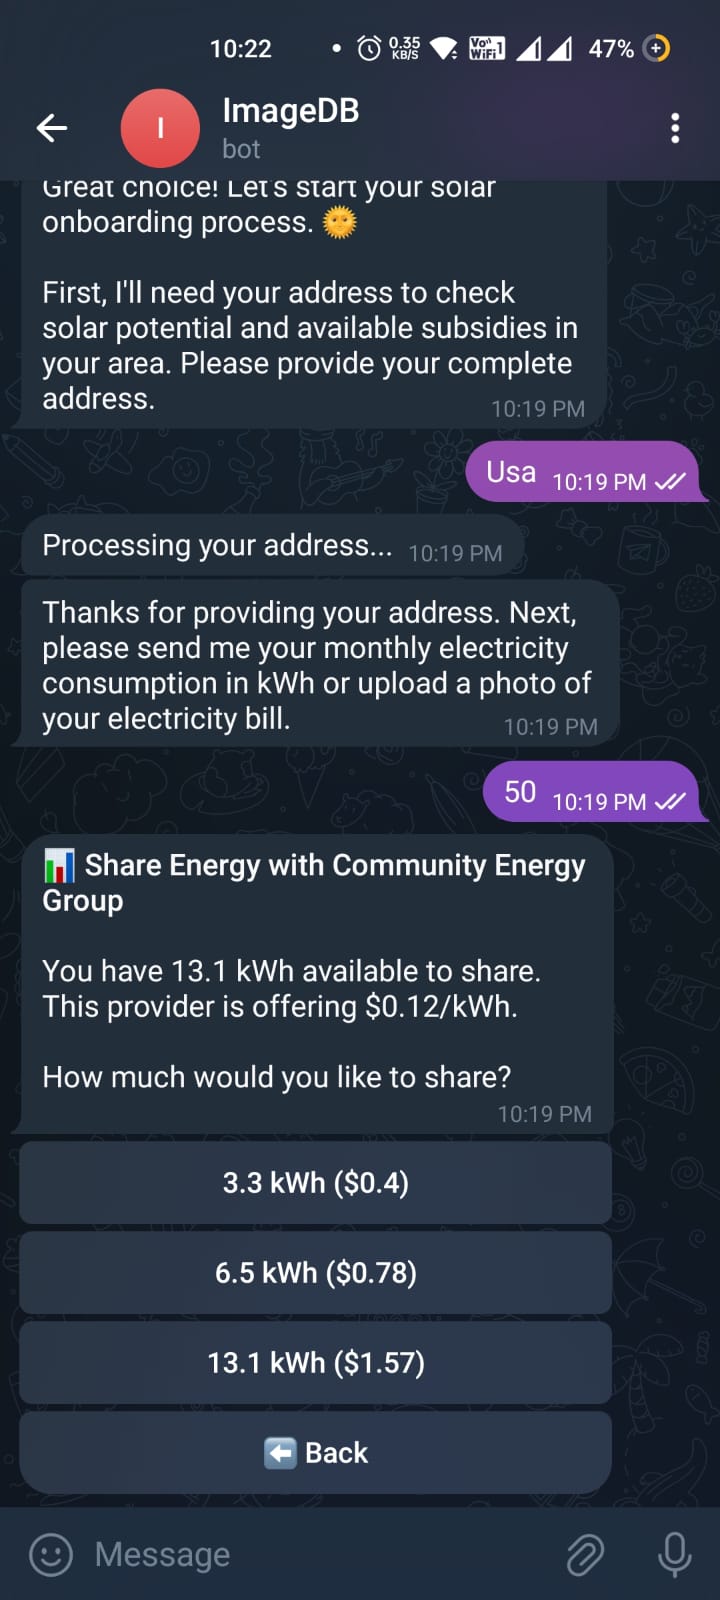 10:22
0.35 KB/S
Vo WiFi 1
47%
I
ImageDB
bot
Great choice! Let's start your solar
onboarding process. 🌞
First, I'll need your address to check
solar potential and available subsidies in
your area. Please provide your complete
address.
10:19 PM
Usa 10:19 PM
Processing your address... 10:19 PM
Thanks for providing your address. Next,
please send me your monthly electricity
consumption in kWh or upload a photo of
your electricity bill.
10:19 PM
50 10:19 PM
📊 Share Energy with Community Energy
Group
You have 13.1 kWh available to share.
This provider is offering $0.12/kWh.
How much would you like to share?
10:19 PM
3.3 kWh ($0.4)
6.5 kWh ($0.78)
13.1 kWh ($1.57)
⬅️ Back
Message